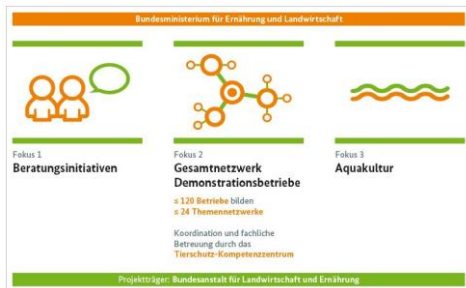 Bundesministerium für Ernährung und Landwirtschaft
Fokus 1
Beratungsinitiativen
Fokus 2
Gesamtnetzwerk
Demonstrationsbetriebe
≤ 120 Betriebe bilden
≤ 24 Themennetzwerke
Koordination und fachliche
Betreuung durch das
Tierschutz-Kompetenzzentrum
Fokus 3
Aquakultur
Projektträger: Bundesanstalt für Landwirtschaft und Ernährung